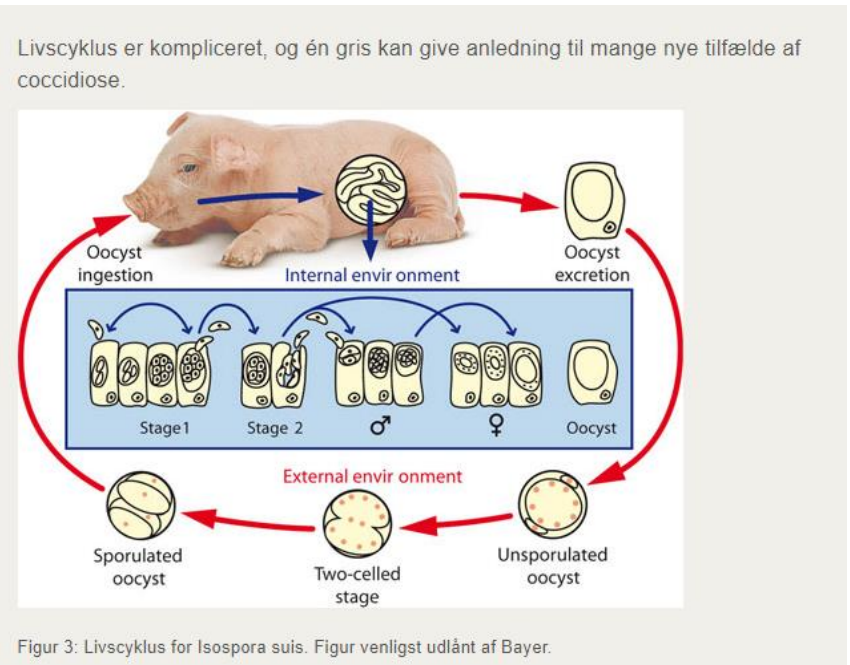 Livscyklus er kompliceret, og én gris kan give anledning til mange nye tilfælde af
coccidiose.
Oocyst
ingestion
Internal envir onment
Oocyst
excretion
Stage1
Stage 2
♂
♀
Oocyst
External envir onment
Sporulated
oocyst
Two-celled
stage
Unsporulated
oocyst
Figur 3: Livscyklus for Isospora suis. Figur venligst udlånt af Bayer.